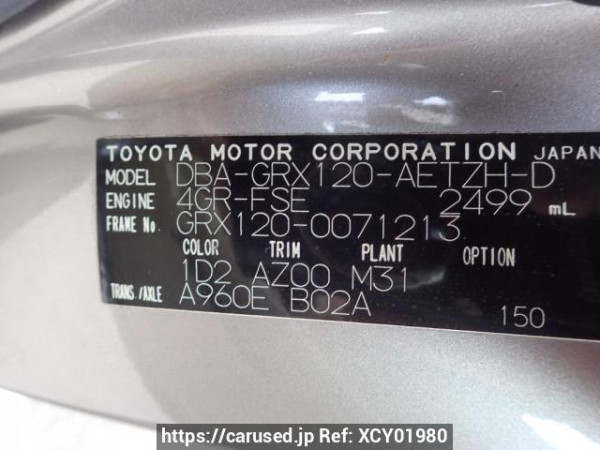 TOYOTA MOTOR CORPORATION JAPAN
MODEL DBA-GRX120-AETZH-D
ENGINE 4GR-FSE 2499 mL
FRAME No. GRX120-0071213
COLOR TRIM PLANT OPTION
1D2 AZ00 M31
TRANS./AXLE A960E B02A
150
https://carused.jp Ref: XCY01980